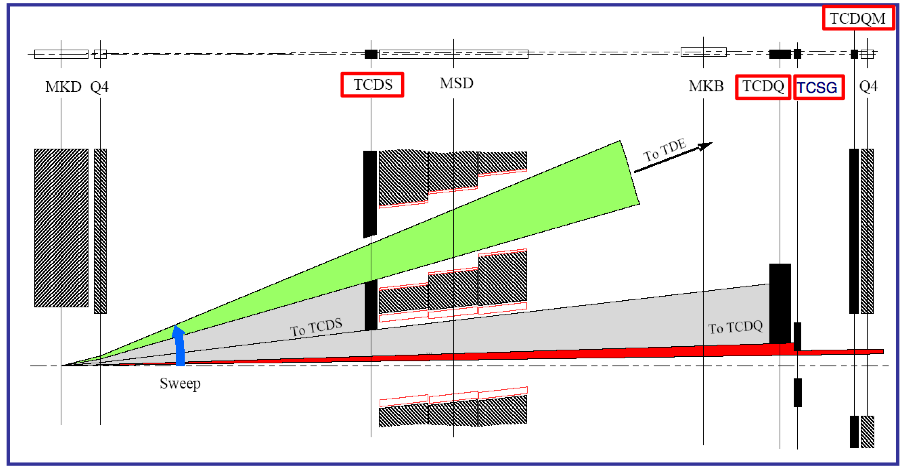 TCDQM
MKD Q4 TCDS MSD MKB TCDQ TCSG Q4
To TDE
To TCDS
To TCDQ
Sweep